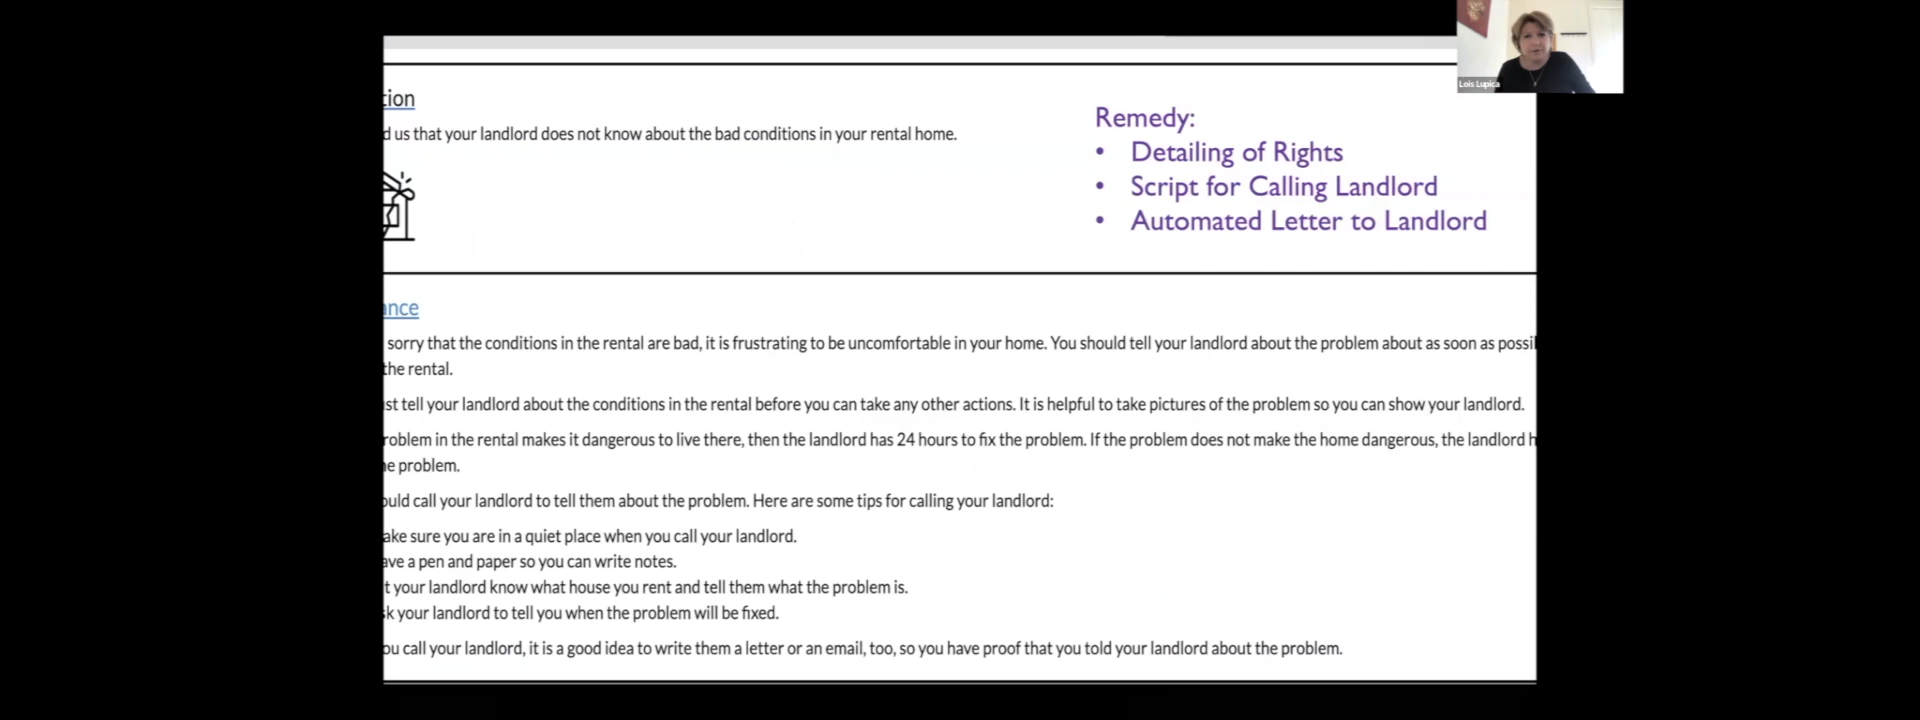 tion
d us that your landlord does not know about the bad conditions in your rental home.
Remedy:
• Detailing of Rights
• Script for Calling Landlord
• Automated Letter to Landlord
Lois Lupica
ance
sorry that the conditions in the rental are bad, it is frustrating to be uncomfortable in your home. You should tell your landlord about the problem about as soon as possil
the rental.
st tell your landlord about the conditions in the rental before you can take any other actions. It is helpful to take pictures of the problem so you can show your landlord.
roblem in the rental makes it dangerous to live there, then the landlord has 24 hours to fix the problem. If the problem does not make the home dangerous, the landlord h
e problem.
ould call your landlord to tell them about the problem. Here are some tips for calling your landlord:
ake sure you are in a quiet place when you call your landlord.
ave a pen and paper so you can write notes.
t your landlord know what house you rent and tell them what the problem is.
k your landlord to tell you when the problem will be fixed.
ou call your landlord, it is a good idea to write them a letter or an email, too, so you have proof that you told your landlord about the problem.